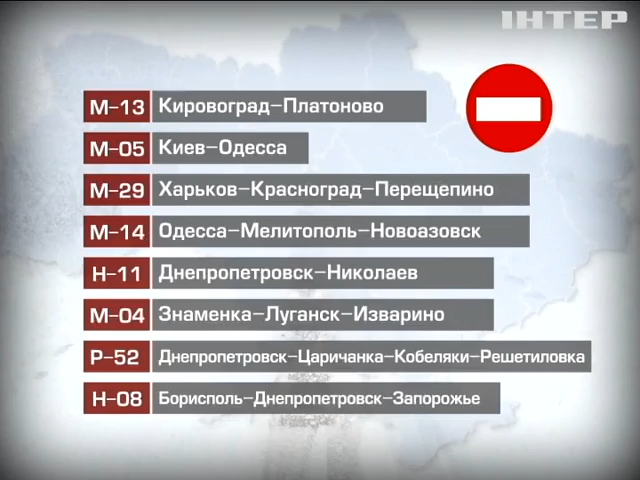 ІНТЕР
М-13 Кировоград-Платоново
М-05 Киев-Одесса
М-29 Харьков-Красноград-Перещепино
М-14 Одесса-Мелитополь-Новоазовск
Н-11 Днепропетровск-Николаев
М-04 Знаменка-Луганск-Изварино
Р-52 Днепропетровск-Царичанка-Кобеляки-Решетиловка
Н-08 Борисполь-Днепропетровск-Запорожье